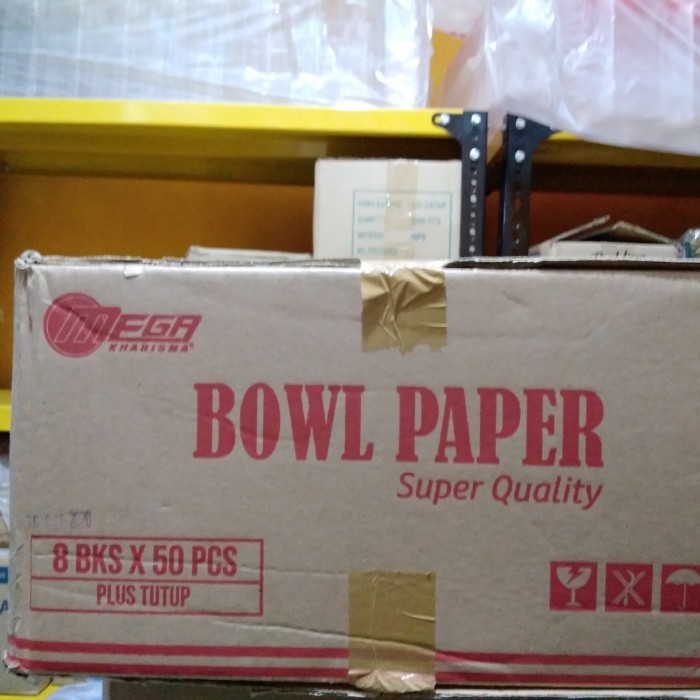 MEGA
KHARISMA®
BOWL PAPER
Super Quality
8 BKS X 50 PCS
PLUS TUTUP